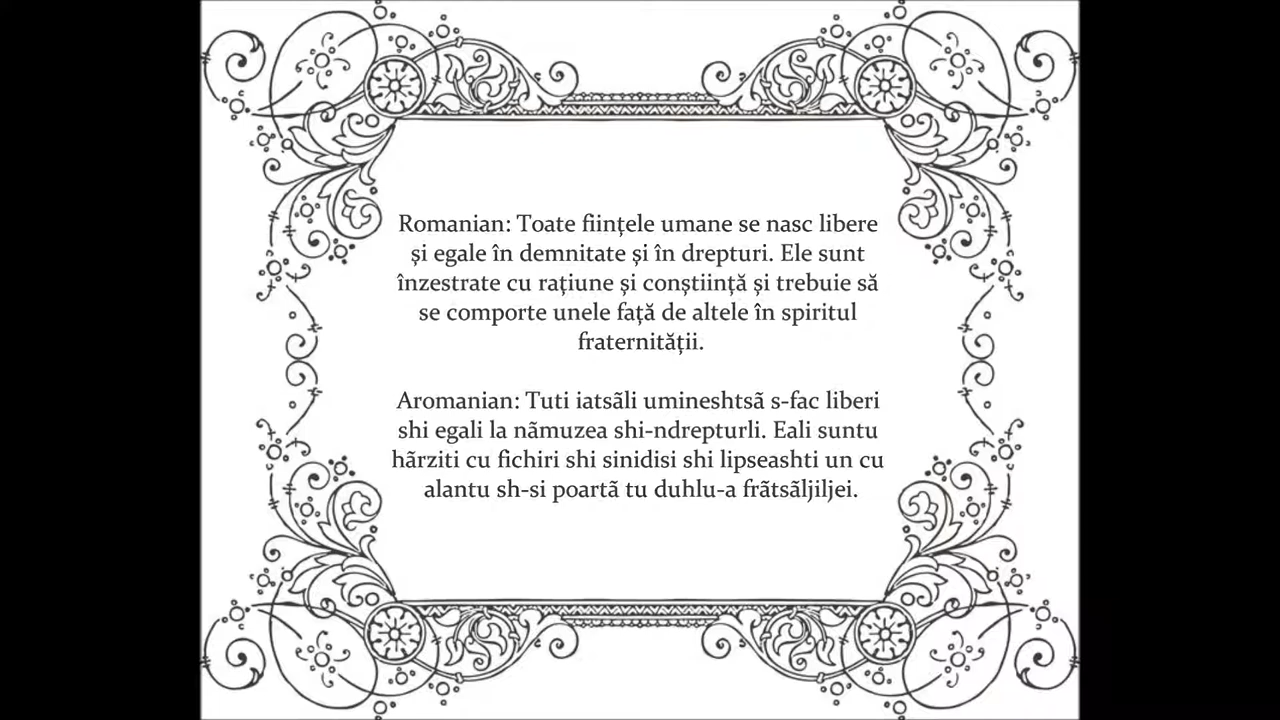 Romanian: Toate ființele umane se nasc libere
și egale în demnitate și în drepturi. Ele sunt
înzestrate cu rațiune și conștiință și trebuie să
se comporte unele față de altele în spiritul
fraternității.
Aromanian: Tuti iatsãli umineshtsã s-fac liberi
shi egali la nãmuzea shi-ndrepturli. Eali suntu
hãrziti cu fichiri shi sinidisi shi lipseashti un cu
alantu sh-si poartã tu duhlu-a frãtsãljiljei.